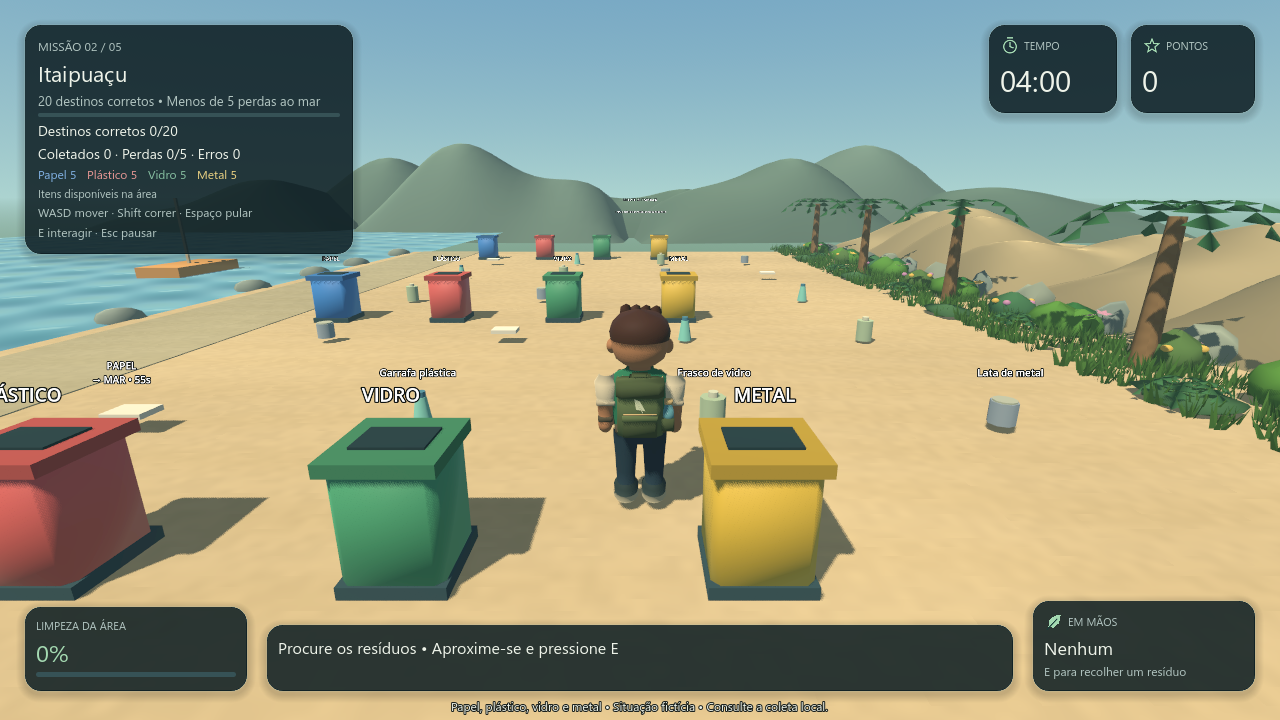 MISSÃO 02 / 05
Itaipuaçu
20 destinos corretos • Menos de 5 perdas ao mar
Destinos corretos 0/20
Coletados 0 · Perdas 0/5 · Erros 0
Papel 5 Plástico 5 Vidro 5 Metal 5
Itens disponíveis na área
WASD mover · Shift correr · Espaço pular
E interagir · Esc pausar
TEMPO
04:00
PONTOS
0
PAPEL
→ MAR • 55s
Garrafa plástica
Frasco de vidro
Lata de metal
ÁSTICO
VIDRO
METAL
LIMPEZA DA ÁREA
0%
Procure os resíduos • Aproxime-se e pressione E
EM MÃOS
Nenhum
E para recolher um resíduo
Papel, plástico, vidro e metal • Situação fictícia • Consulte a coleta local.